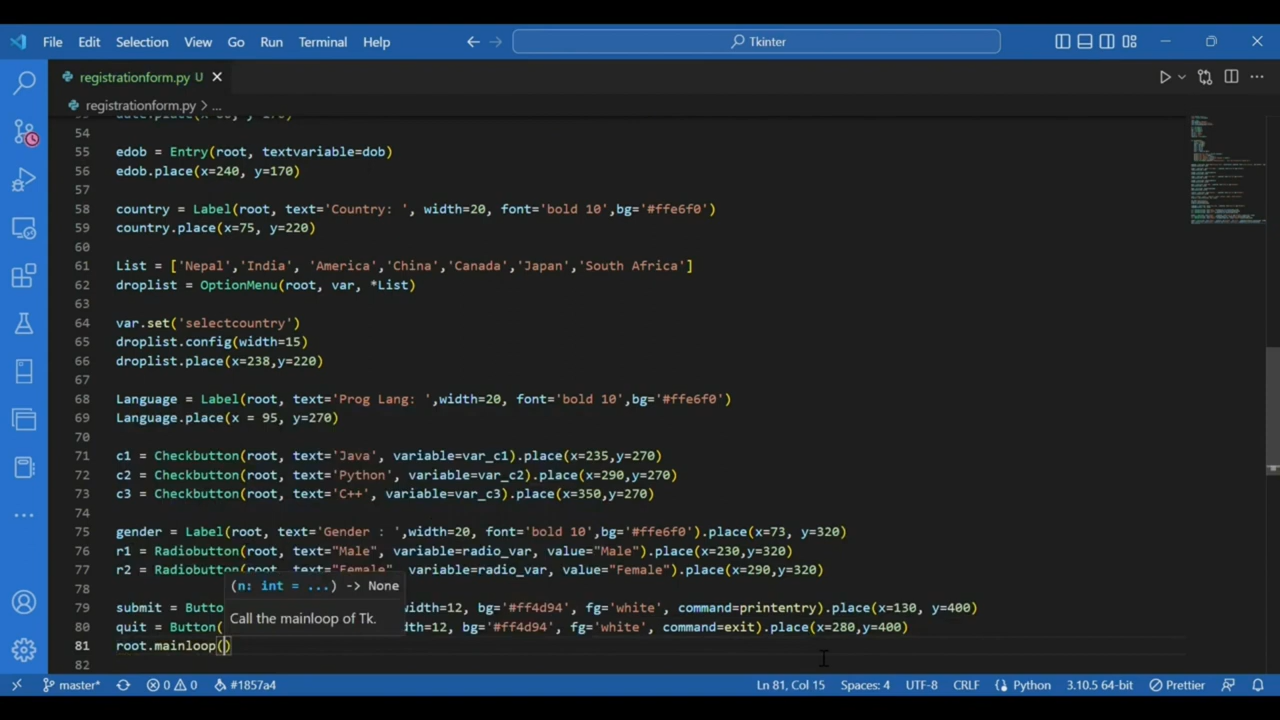 File Edit Selection View Go Run Terminal Help
Tkinter
registrationform.py U
registrationform.py > ...
54
55 edob = Entry(root, textvariable=dob)
56 edob.place(x=240, y=170)
57
58 country = Label(root, text='Country: ', width=20, font='bold 10',bg='#ffe6f0')
59 country.place(x=75, y=220)
60
61 List = ['Nepal','India', 'America','China','Canada','Japan','South Africa']
62 droplist = OptionMenu(root, var, *List)
63
64 var.set('selectcountry')
65 droplist.config(width=15)
66 droplist.place(x=238,y=220)
67
68 Language = Label(root, text='Prog Lang: ',width=20, font='bold 10',bg='#ffe6f0')
69 Language.place(x = 95, y=270)
70
71 c1 = Checkbutton(root, text='Java', variable=var_c1).place(x=235,y=270)
72 c2 = Checkbutton(root, text='Python', variable=var_c2).place(x=290,y=270)
73 c3 = Checkbutton(root, text='C++', variable=var_c3).place(x=350,y=270)
74
75 gender = Label(root, text='Gender : ',width=20, font='bold 10',bg='#ffe6f0').place(x=73, y=320)
76 r1 = Radiobutton(root, text="Male", variable=radio_var, value="Male").place(x=230,y=320)
77 r2 = Radiobutton(root, text="Female", variable=radio_var, value="Female").place(x=290,y=320)
(n: int = ...) -> None
78
Call the mainloop of Tk.
79 submit = Butto width=12, bg='#ff4d94', fg='white', command=printentry).place(x=130, y=400)
80 quit = Button( dth=12, bg='#ff4d94', fg='white', command=exit).place(x=280,y=400)
81 root.mainloop()
82
master* 0 0 #1857a4 Ln 81, Col 15 Spaces: 4 UTF-8 CRLF Python 3.10.5 64-bit Prettier